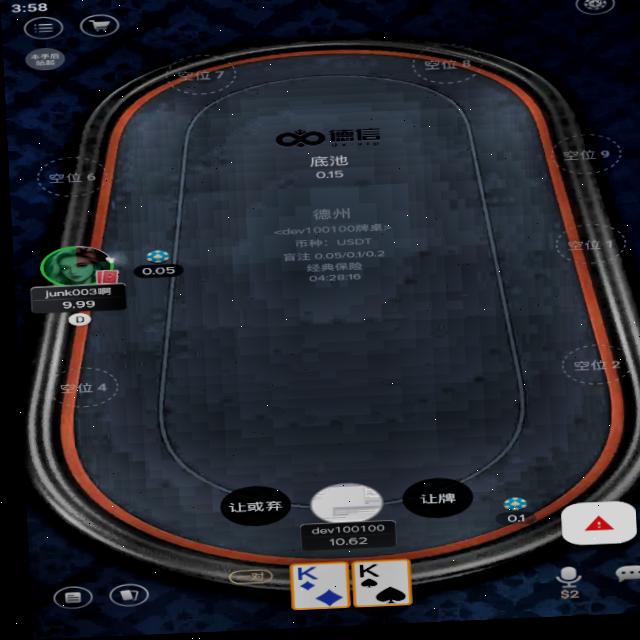 3:58
本季前
空位 7
空位 8
德信
底池
0.15
空位 9
空位 6
德州
<dev100100牌桌>
币种：USDT
盲注 0.05/0.1/0.2
经典保险
04:28:16
空位 1
0.05
junk003啊
9.99
D
空位 2
空位 4
让或弃
让牌
0.1
dev100100
10.62
一对
K
K
$2